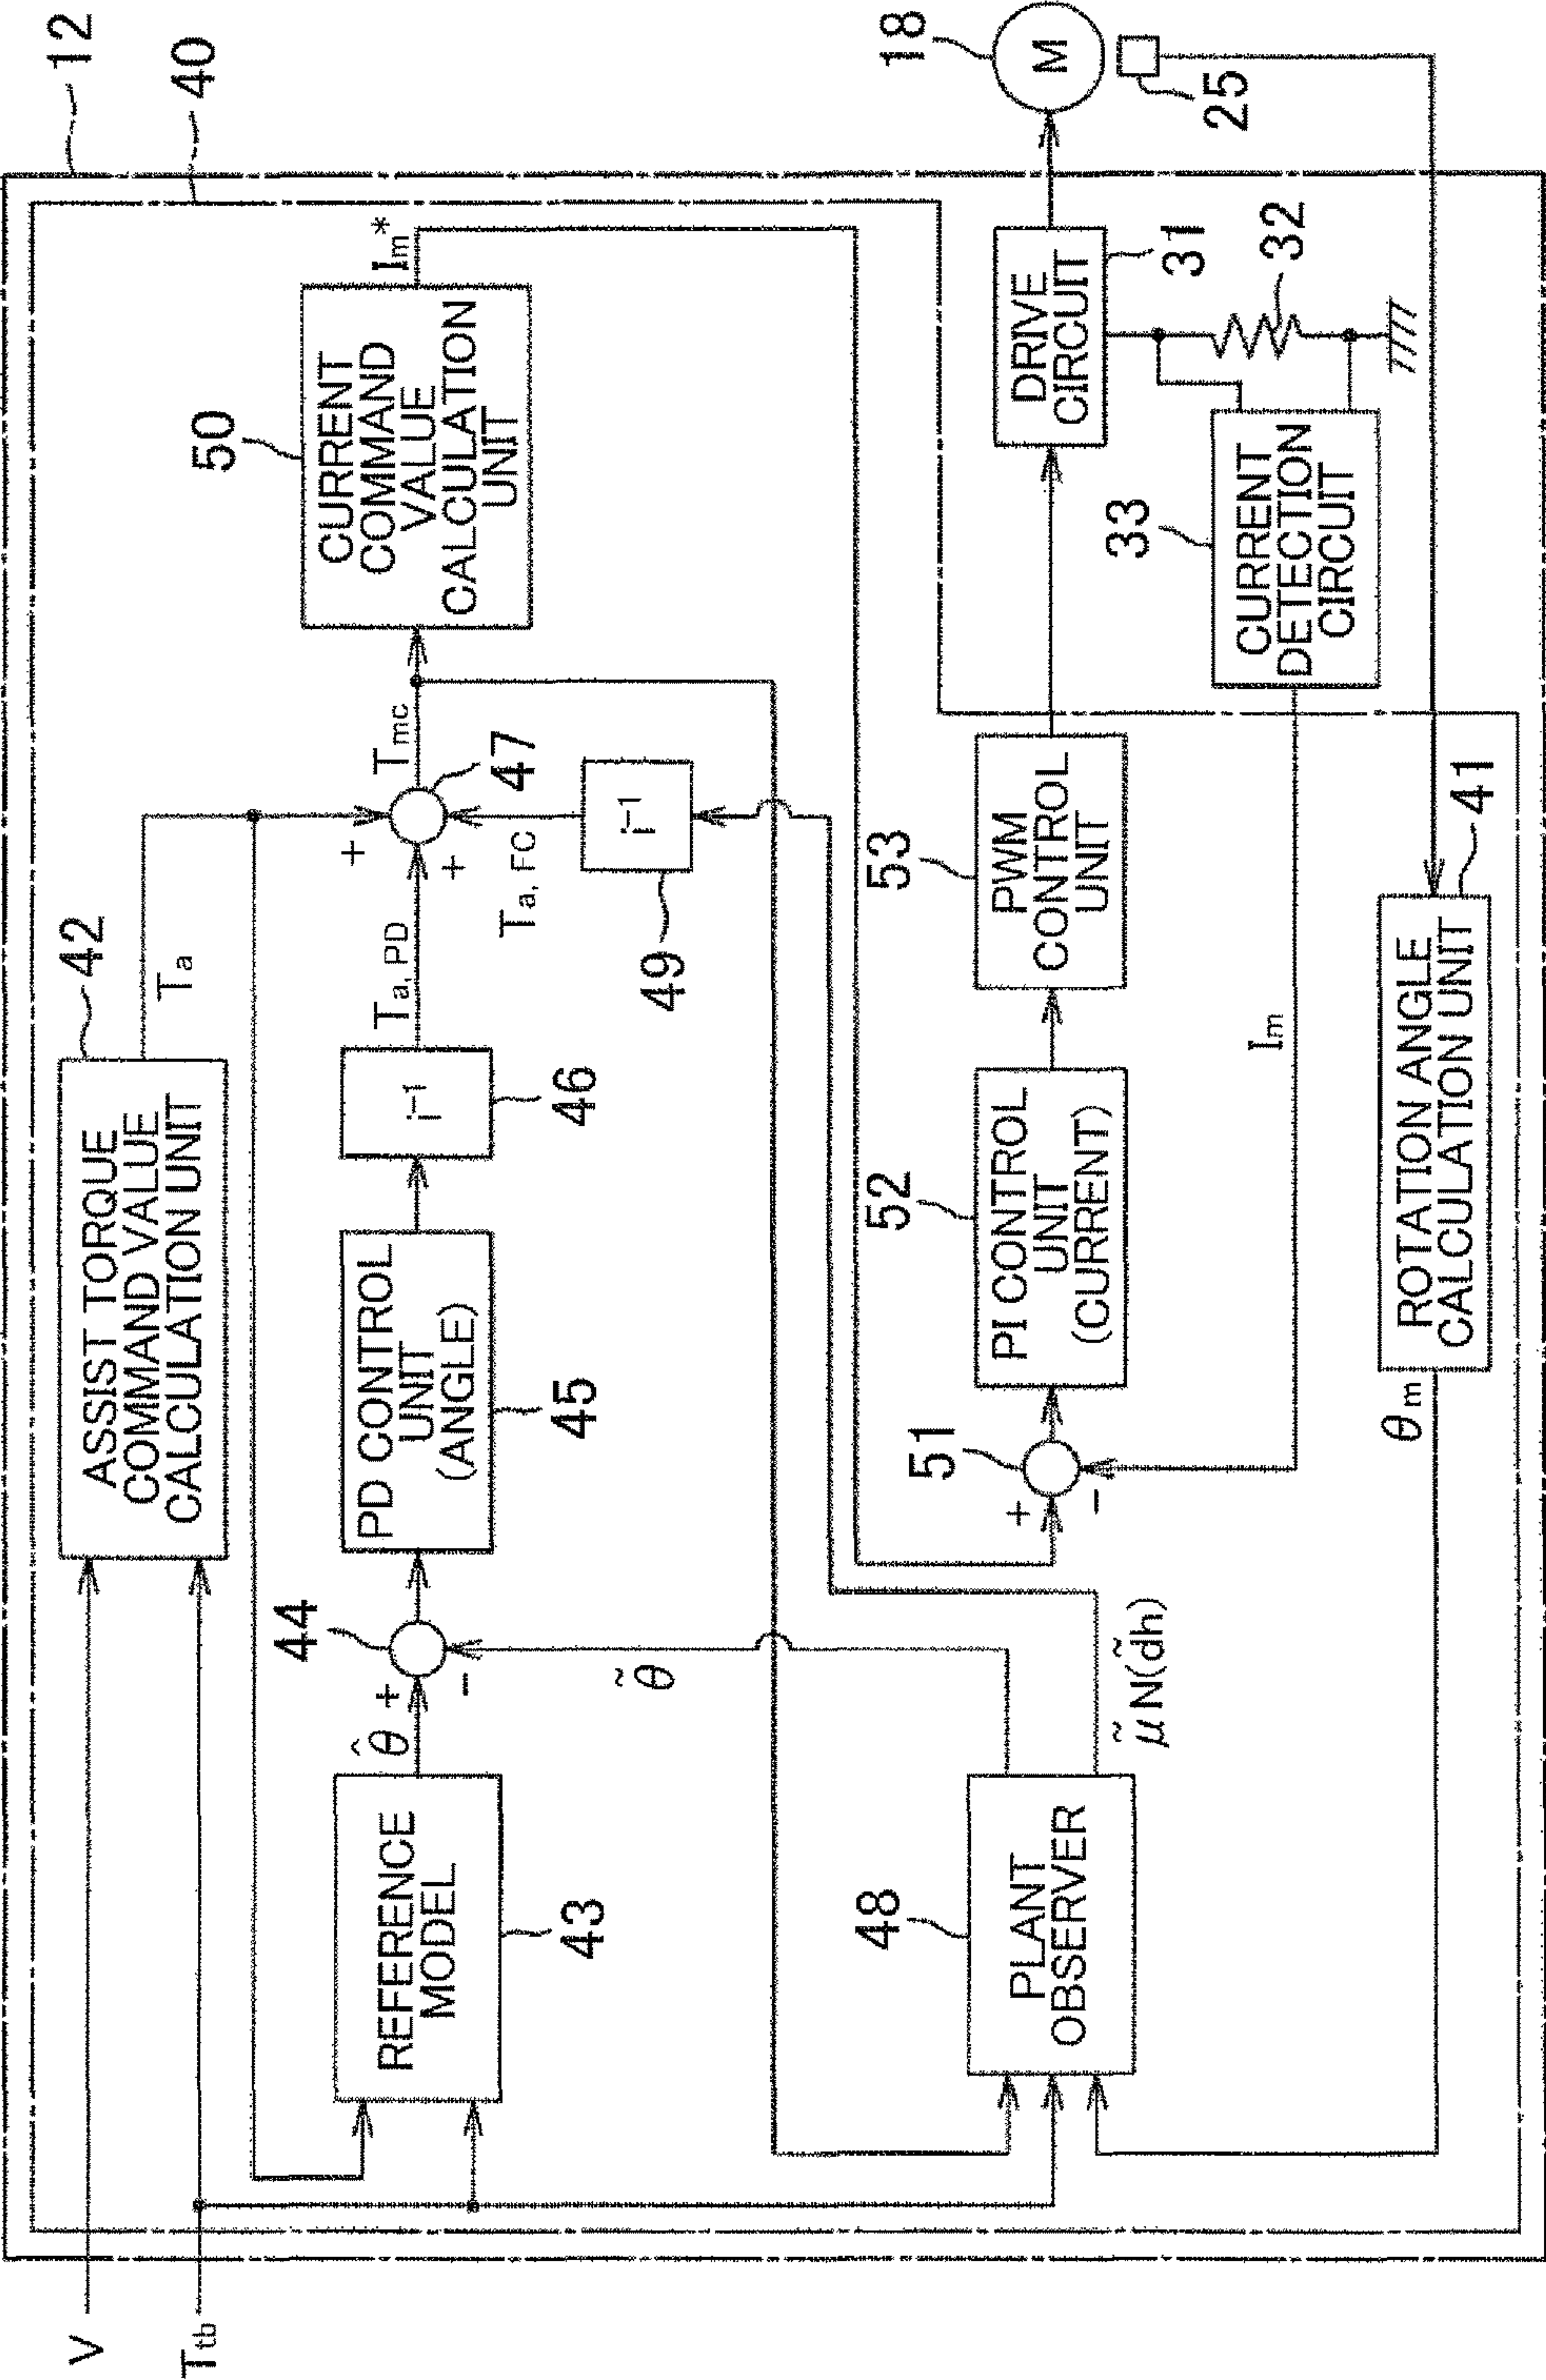 12
40
V
T tb
42
ASSIST TORQUE
COMMAND VALUE
CALCULATION UNIT
Ta
REFERENCE
MODEL
43
θ̂
+
-
44
θ̃
PD CONTROL
UNIT
(ANGLE)
45
i⁻¹
46
Ta, PD
+
+
47
Ta, FC
i⁻¹
49
Tmc
50
CURRENT
COMMAND
VALUE
CALCULATION
UNIT
Im*
48
PLANT
OBSERVER
μ̃N(d̃h)
+
-
51
52
PI CONTROL
UNIT
(CURRENT)
53
PWM
CONTROL
UNIT
DRIVE
CIRCUIT
31
32
33
CURRENT
DETECTION
CIRCUIT
Im
18
M
25
41
ROTATION ANGLE
CALCULATION UNIT
θm